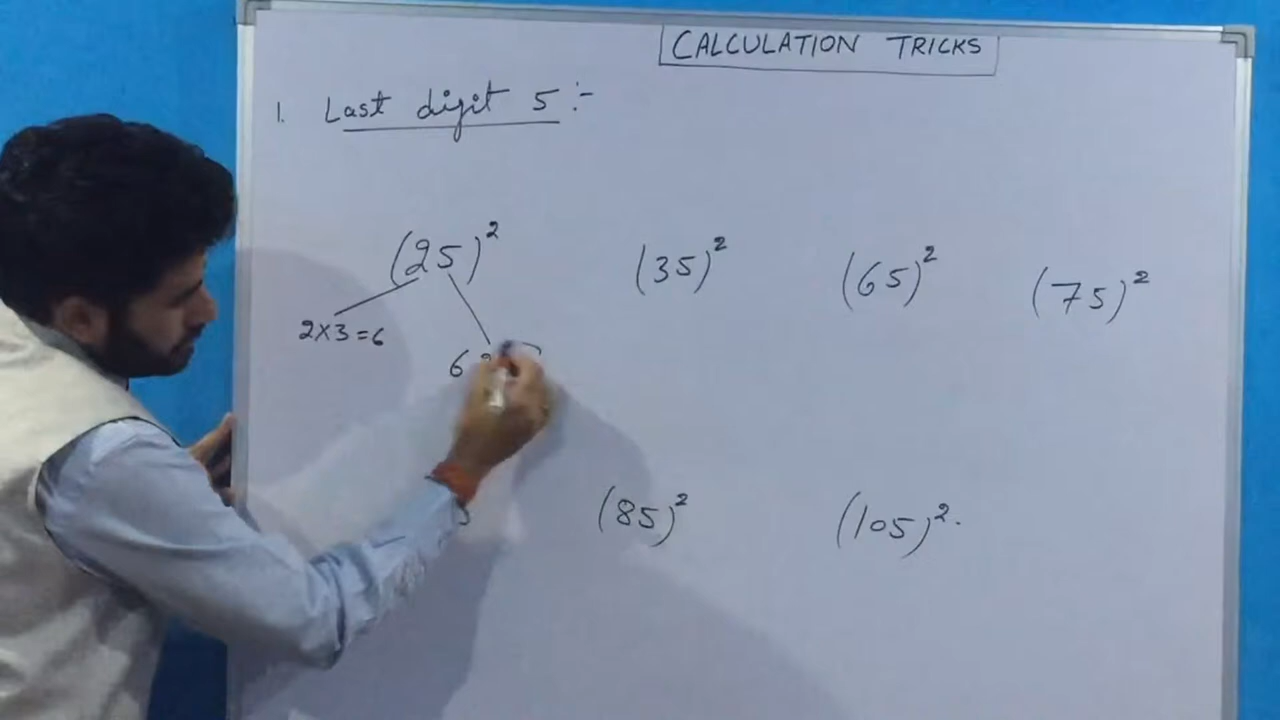 CALCULATION TRICKS
1. Last digit 5 :-
(25)² (35)² (65)² (75)²
2×3=6
6
(85)² (105)².